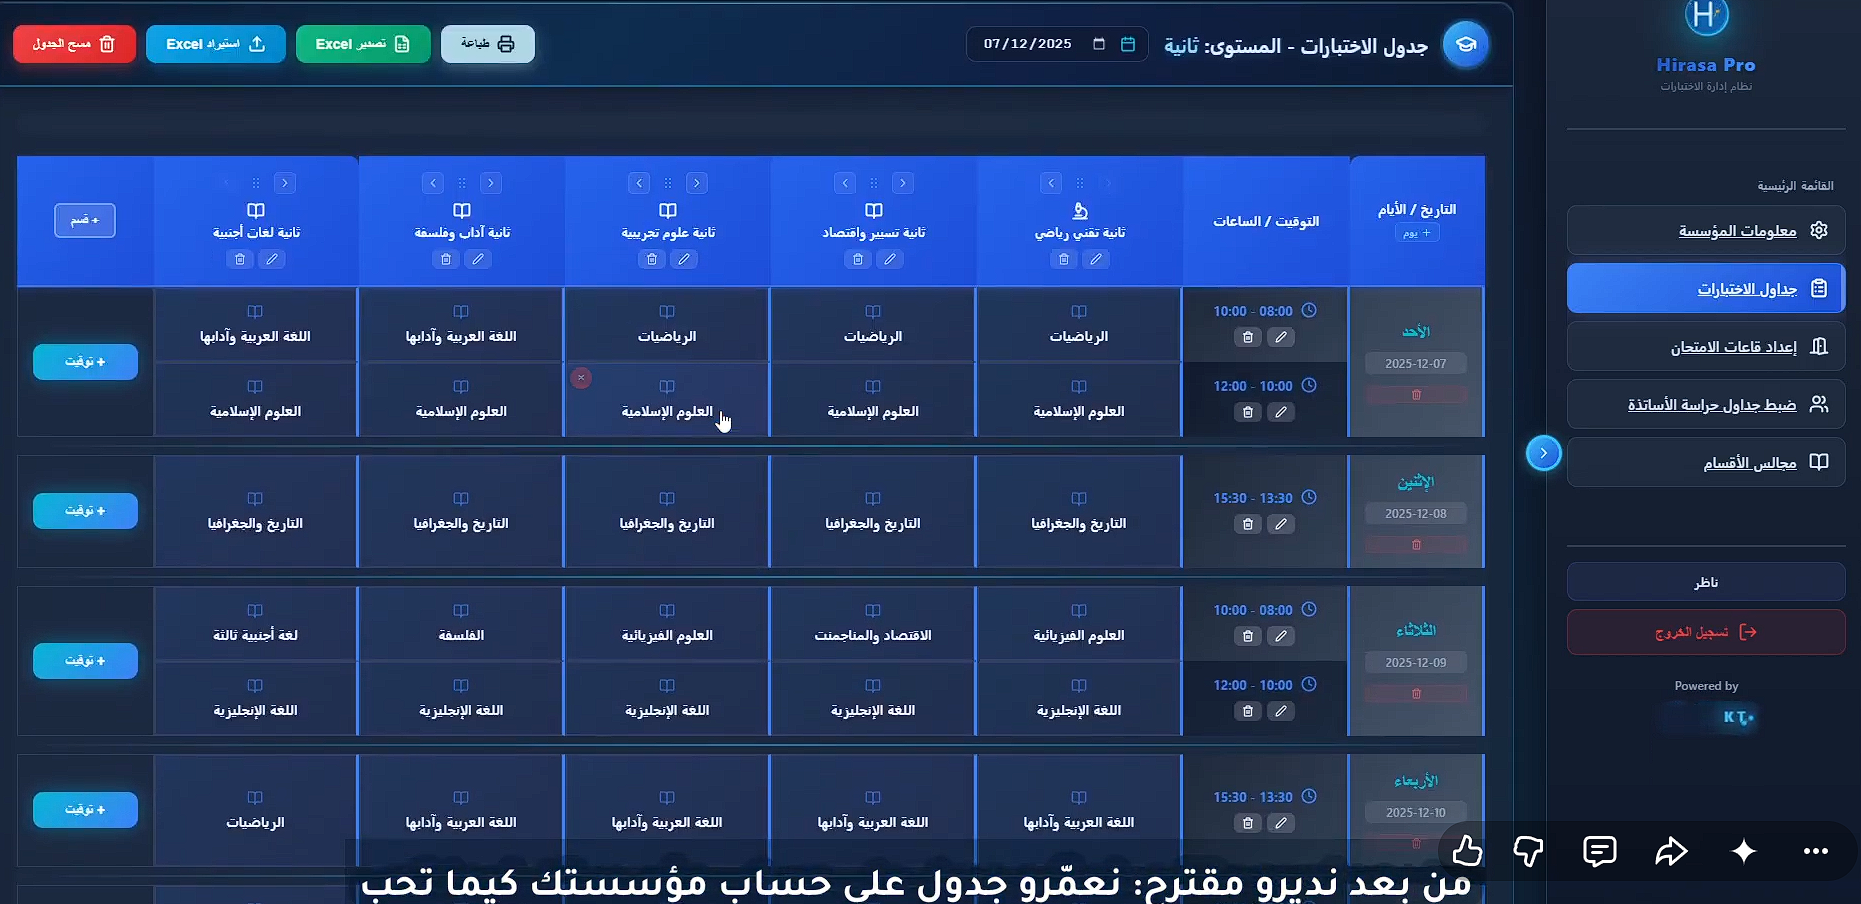 جدول الاختبارات - المستوى: ثانية
07/12/2025
طباعة
تصدير Excel
استيراد Excel
مسح الجدول
Hirasa Pro
نظام إدارة الاختبارات
القائمة الرئيسية
معلومات المؤسسة
جداول الاختبارات
إعداد قاعات الامتحان
ضبط جداول حراسة الأساتذة
مجالس الأقسام
ناظر
تسجيل الخروج
Powered by
KT
التاريخ / الأيام
+ يوم
التوقيت / الساعات
ثانية تقني رياضي
ثانية تسيير واقتصاد
ثانية علوم تجريبية
ثانية آداب وفلسفة
ثانية لغات أجنبية
+ قسم
الأحد
2025-12-07
08:00 - 10:00
الرياضيات
الرياضيات
الرياضيات
اللغة العربية وآدابها
اللغة العربية وآدابها
+ توقيت
10:00 - 12:00
العلوم الإسلامية
العلوم الإسلامية
العلوم الإسلامية
العلوم الإسلامية
العلوم الإسلامية
الإثنين
2025-12-08
13:30 - 15:30
التاريخ والجغرافيا
التاريخ والجغرافيا
التاريخ والجغرافيا
التاريخ والجغرافيا
التاريخ والجغرافيا
+ توقيت
الثلاثاء
2025-12-09
08:00 - 10:00
العلوم الفيزيائية
الاقتصاد والمناجمنت
العلوم الفيزيائية
الفلسفة
لغة أجنبية ثالثة
+ توقيت
10:00 - 12:00
اللغة الإنجليزية
اللغة الإنجليزية
اللغة الإنجليزية
اللغة الإنجليزية
اللغة الإنجليزية
الأربعاء
2025-12-10
13:30 - 15:30
اللغة العربية وآدابها
اللغة العربية وآدابها
اللغة العربية وآدابها
اللغة العربية وآدابها
الرياضيات
+ توقيت
من بعد نديرو مقترح: نعمّرو جدول على حساب مؤسستك كيما تحب